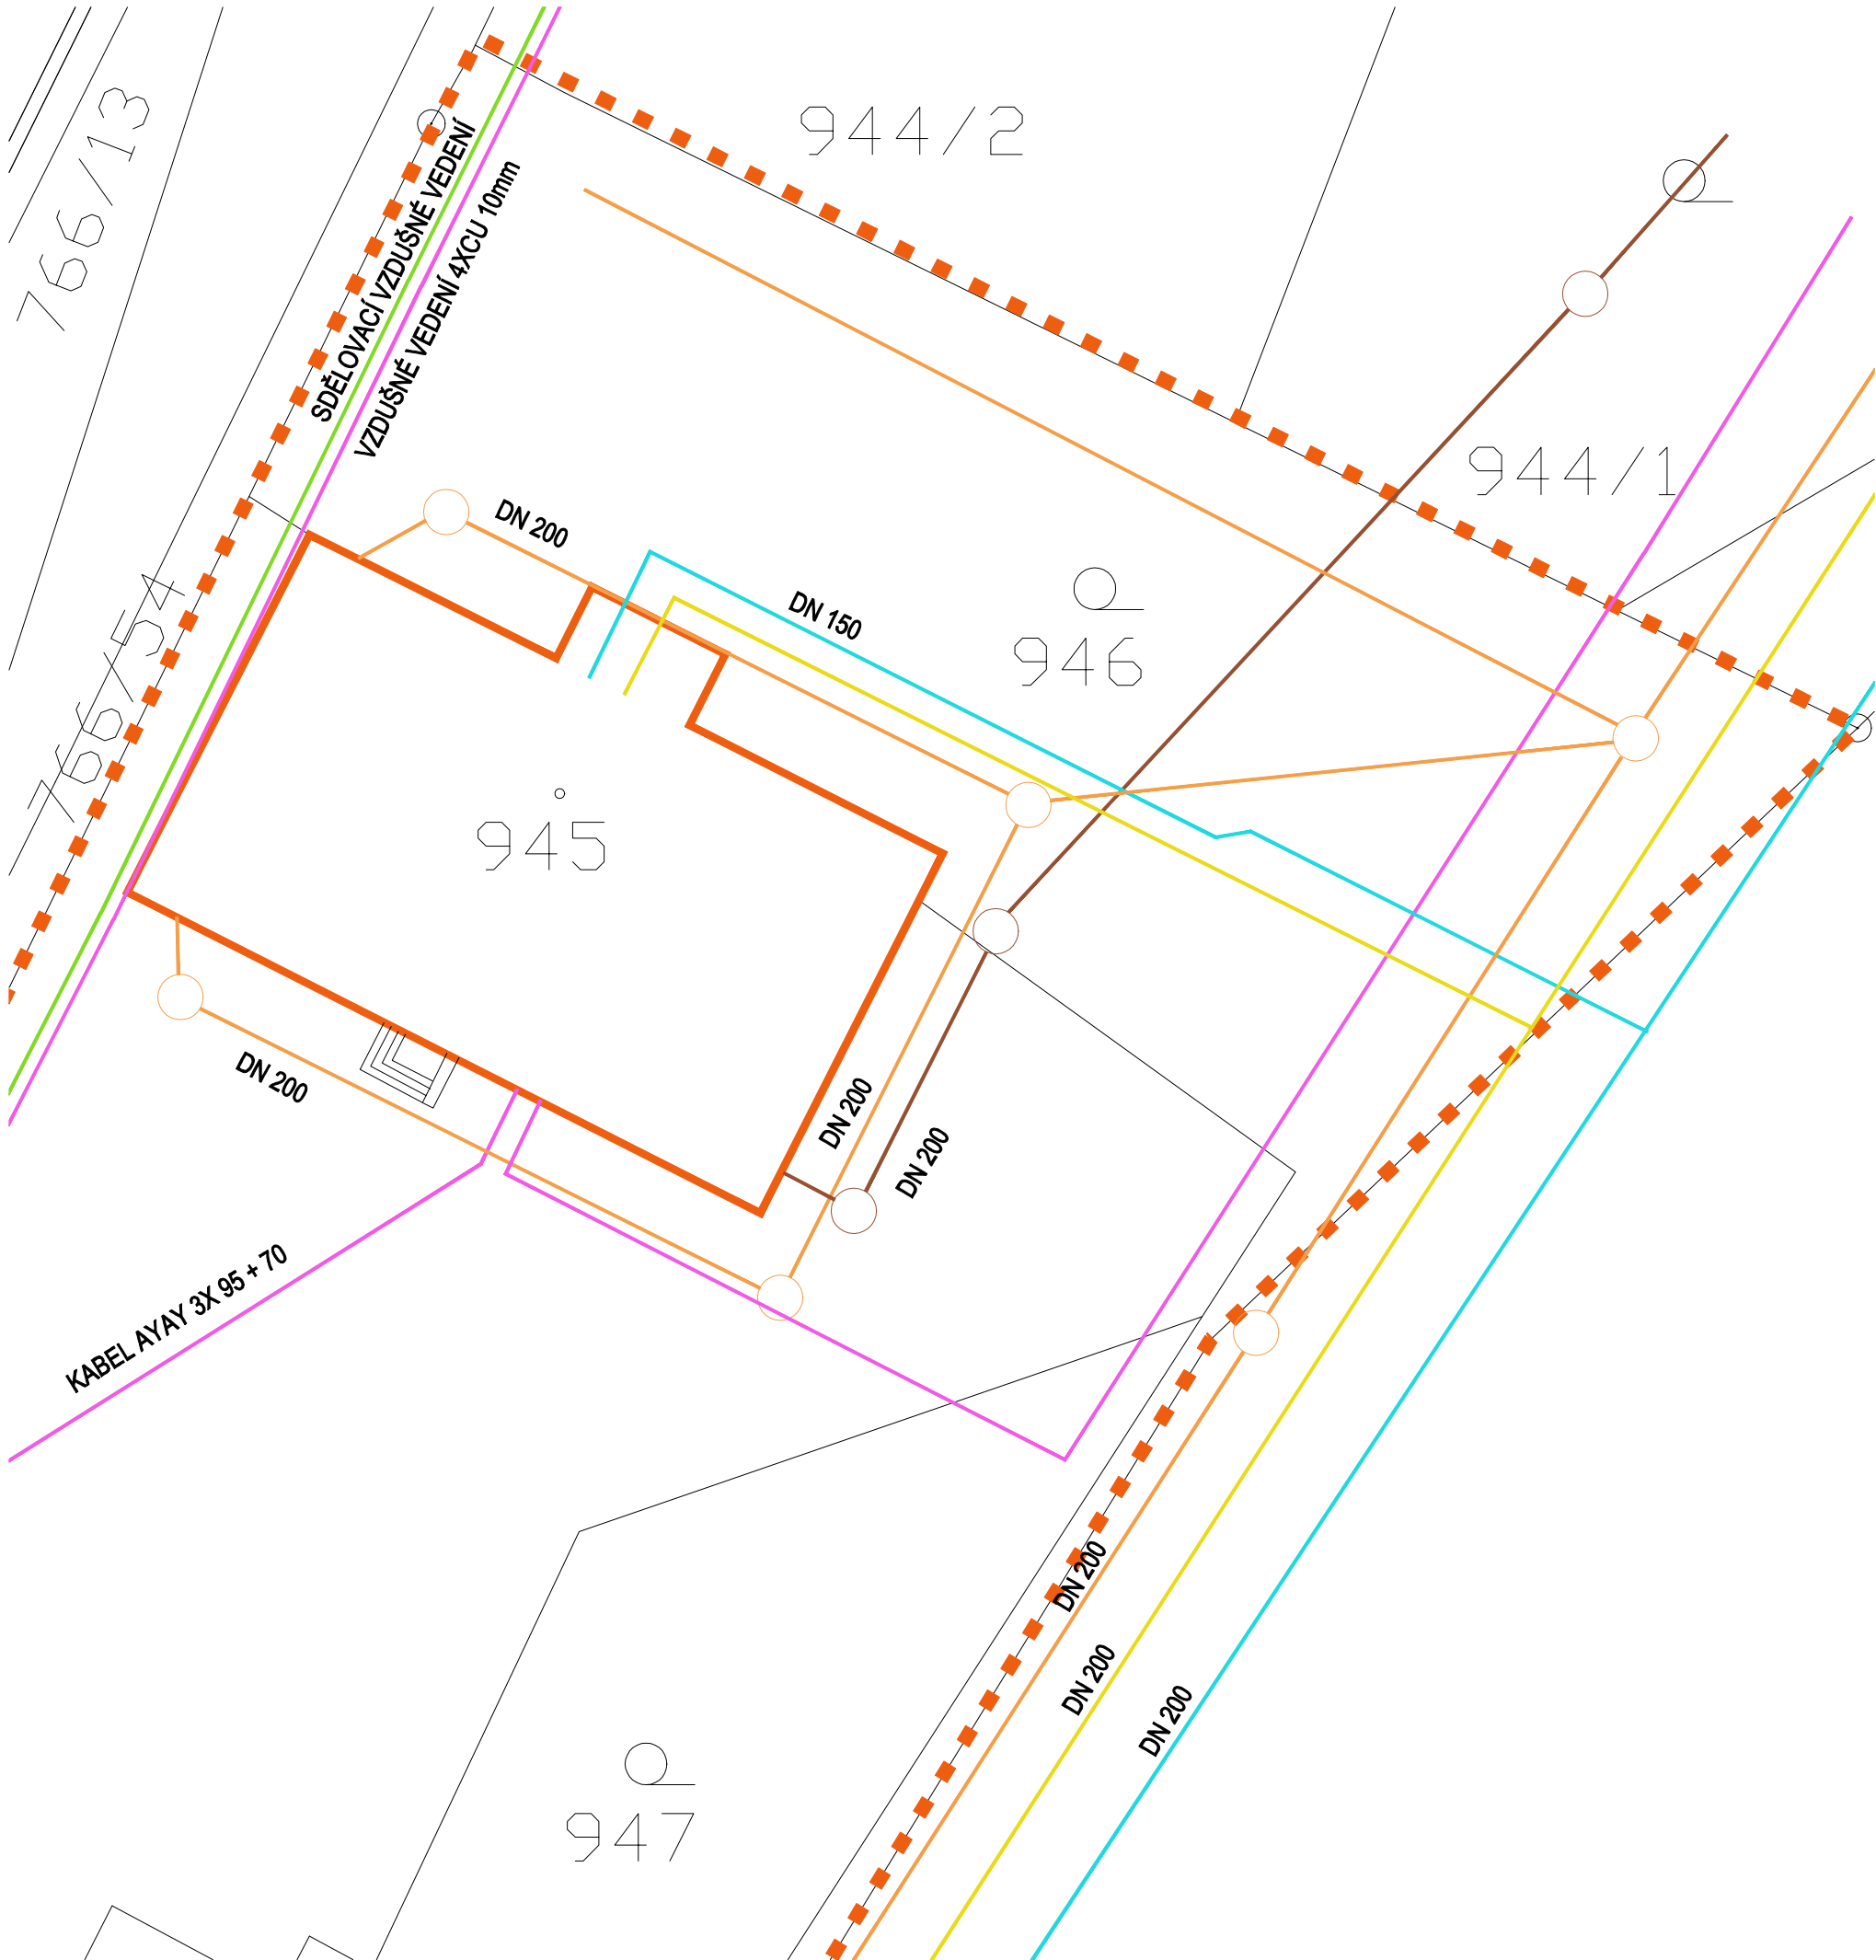 766/13
944/2
SDĚLOVACÍ VZDUŠNÉ VEDENÍ
VZDUŠNÉ VEDENÍ 4XCU 10mm
944/1
DN 200
DN 150
946
766/34
945
DN 200
DN 200
DN 200
KABEL AYAY 3X 95 + 70
DN 200
DN 200
DN 200
947